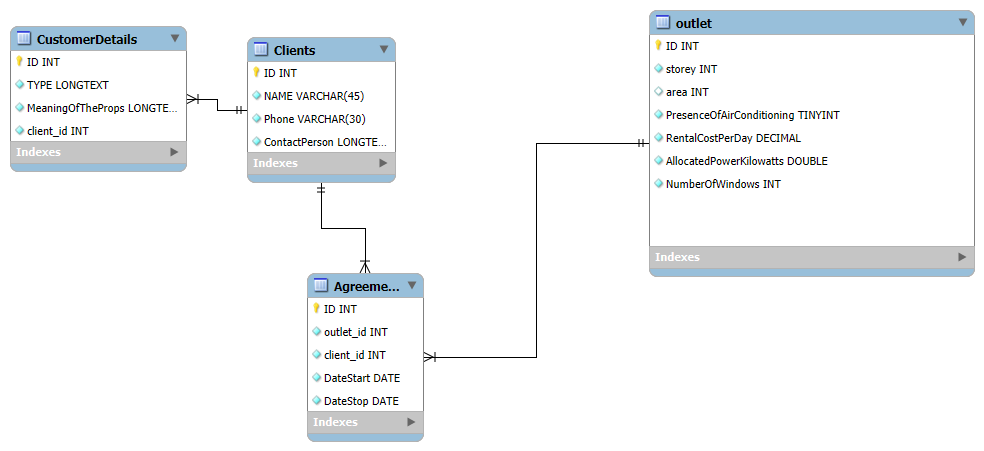 CustomerDetails
ID INT
TYPE LONGTEXT
MeaningOfTheProps LONGTE...
client_id INT
Indexes
Clients
ID INT
NAME VARCHAR(45)
Phone VARCHAR(30)
ContactPerson LONGTE...
Indexes
outlet
ID INT
storey INT
area INT
PresenceOfAirConditioning TINYINT
RentalCostPerDay DECIMAL
AllocatedPowerKilowatts DOUBLE
NumberOfWindows INT
Indexes
Agreeme...
ID INT
outlet_id INT
client_id INT
DateStart DATE
DateStop DATE
Indexes